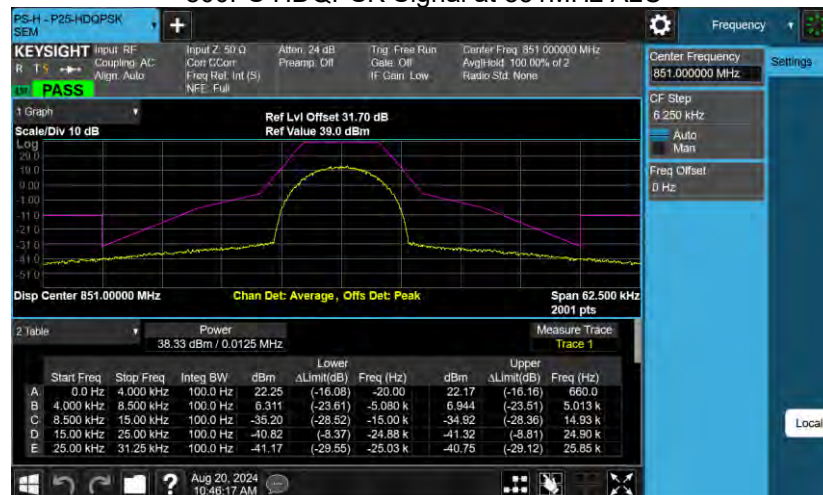 800FS HDQPSK Signal at 851MHz A2C
PS-H - P25-HDQPSK
SEM
Frequency
KEYSIGHT Input: RF
Coupling: AC
Align: Auto
Input Z: 50 Ω
Corr CCorr
Freq Ref: Int (S)
NFE: Full
Atten: 24 dB
Preamp: Off
Trig: Free Run
Gate: Off
IF Gain: Low
Center Freq: 851.000000 MHz
Avg|Hold: 100.00% of 2
Radio Std: None
PASS
Center Frequency
851.000000 MHz
Settings
CF Step
6.250 kHz
Auto
Man
Freq Offset
0 Hz
1 Graph
Scale/Div 10 dB
Ref Lvl Offset 31.70 dB
Ref Value 39.0 dBm
Log
29.0
19.0
9.00
-1.00
-11.0
-21.0
-31.0
-41.0
-51.0
Disp Center 851.00000 MHz
Chan Det: Average, Offs Det: Peak
Span 62.500 kHz
2001 pts
2 Table
Power
38.33 dBm / 0.0125 MHz
Measure Trace
Trace 1
Lower Upper
Start Freq Stop Freq Integ BW dBm ΔLimit(dB) Freq (Hz) dBm ΔLimit(dB) Freq (Hz)
A 0.0 Hz 4.000 kHz 100.0 Hz 22.25 (-16.08) -20.00 22.17 (-16.16) 660.0
B 4.000 kHz 8.500 kHz 100.0 Hz 6.311 (-23.61) -5.080 k 6.944 (-23.51) 5.013 k
C 8.500 kHz 15.00 kHz 100.0 Hz -35.20 (-28.52) -15.00 k -34.92 (-28.36) 14.93 k
D 15.00 kHz 25.00 kHz 100.0 Hz -40.82 (-8.37) -24.88 k -41.32 (-8.81) 24.90 k
E 25.00 kHz 31.25 kHz 100.0 Hz -41.17 (-29.55) -25.03 k -40.75 (-29.12) 25.85 k
Local
Aug 20, 2024
10:46:17 AM